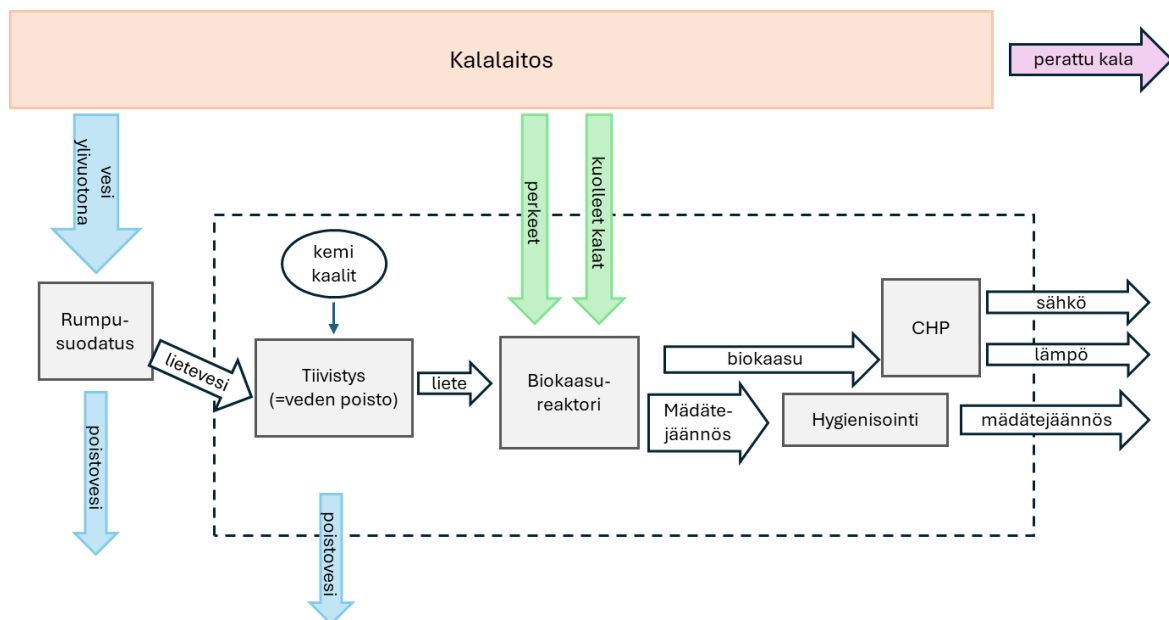 Kalalaitos
perattu kala
vesi
ylivuotona
perkeet
kuolleet kalat
kemi
kaalit
Rumpu-
suodatus
lietevesi
Tiivistys
(=veden poisto)
liete
Biokaasu-
reaktori
biokaasu
CHP
sähkö
lämpö
Mädäte-
jäännös
Hygienisointi
mädätejäännös
poistovesi
poistovesi